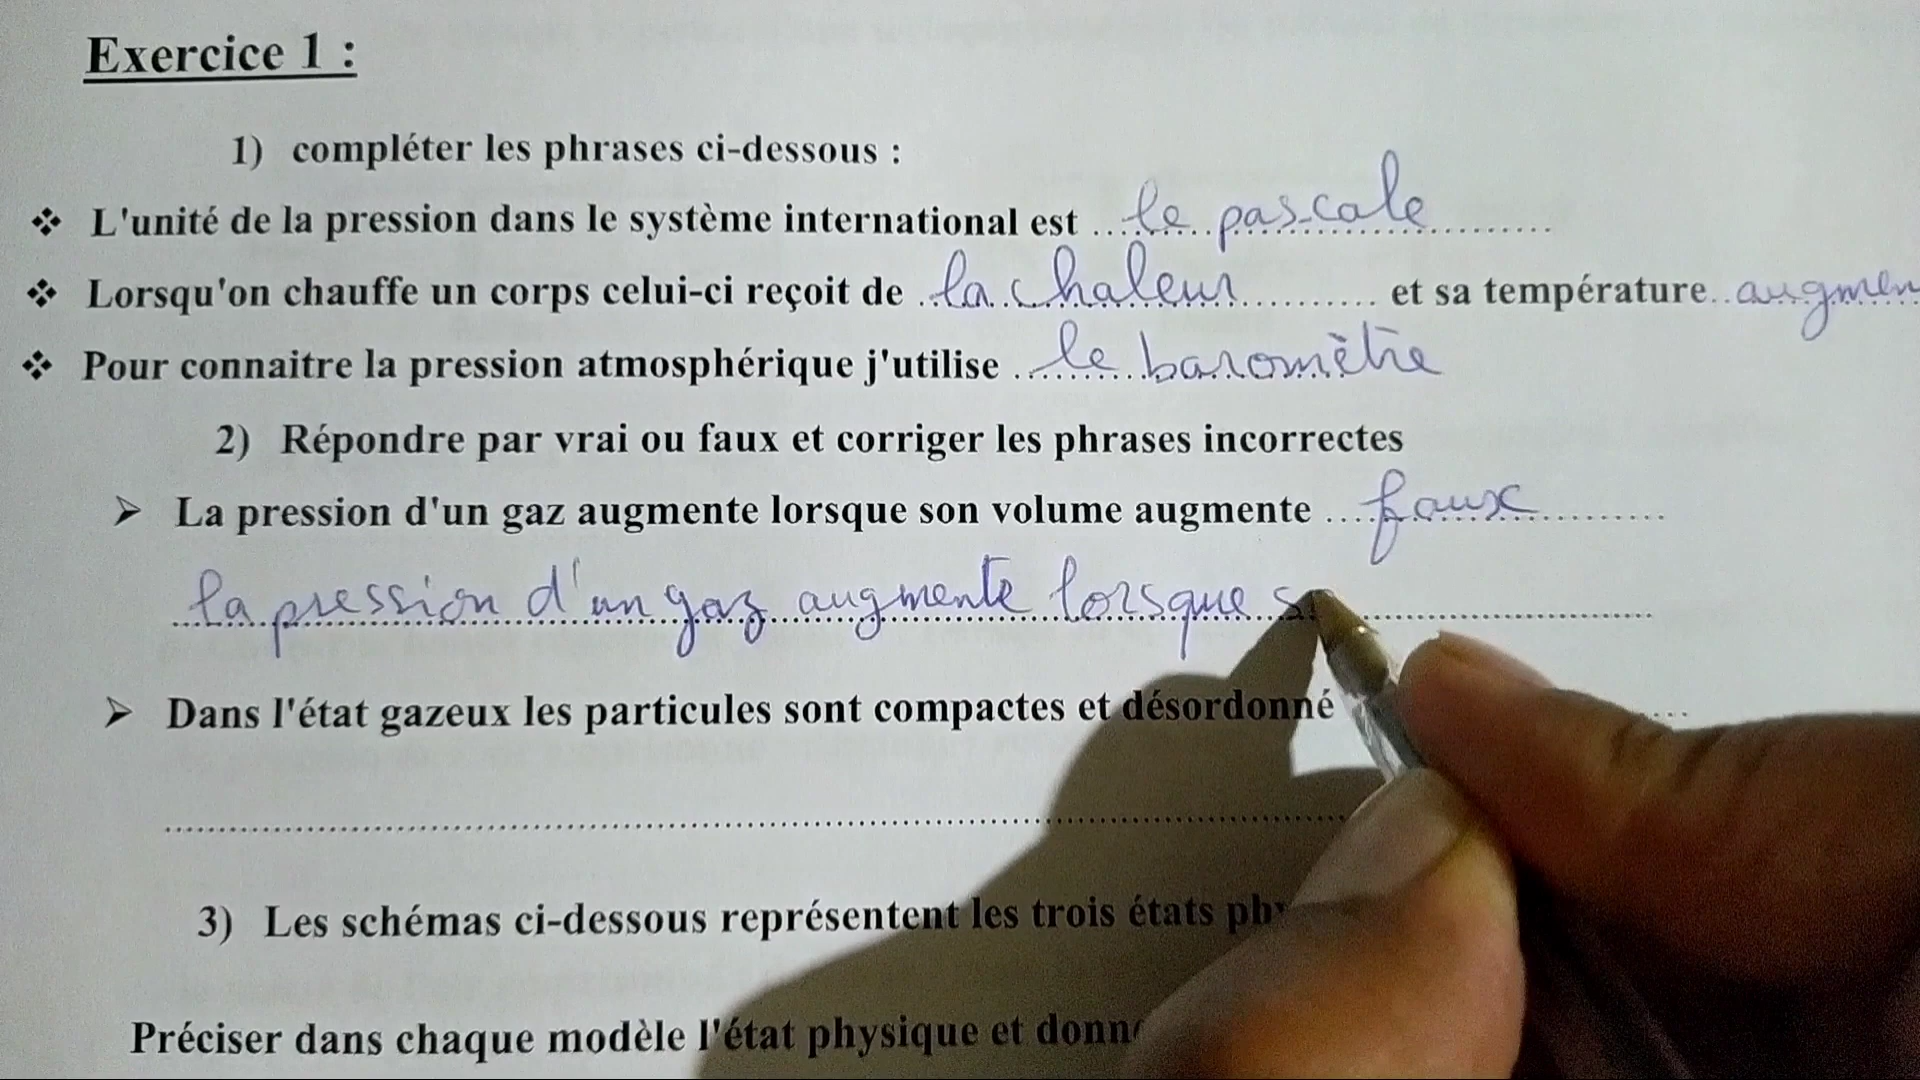 Exercice 1 :
1) compléter les phrases ci-dessous :
❖ L'unité de la pression dans le système international est ...le pascale...
❖ Lorsqu'on chauffe un corps celui-ci reçoit de ...la chaleur... et sa température..augmen
❖ Pour connaitre la pression atmosphérique j'utilise ...le baromètre
2) Répondre par vrai ou faux et corriger les phrases incorrectes
➢ La pression d'un gaz augmente lorsque son volume augmente ...faux...
la pression d'un gaz augmente lorsque
➢ Dans l'état gazeux les particules sont compactes et désordonné
3) Les schémas ci-dessous représentent les trois états
Préciser dans chaque modèle l'état physique et